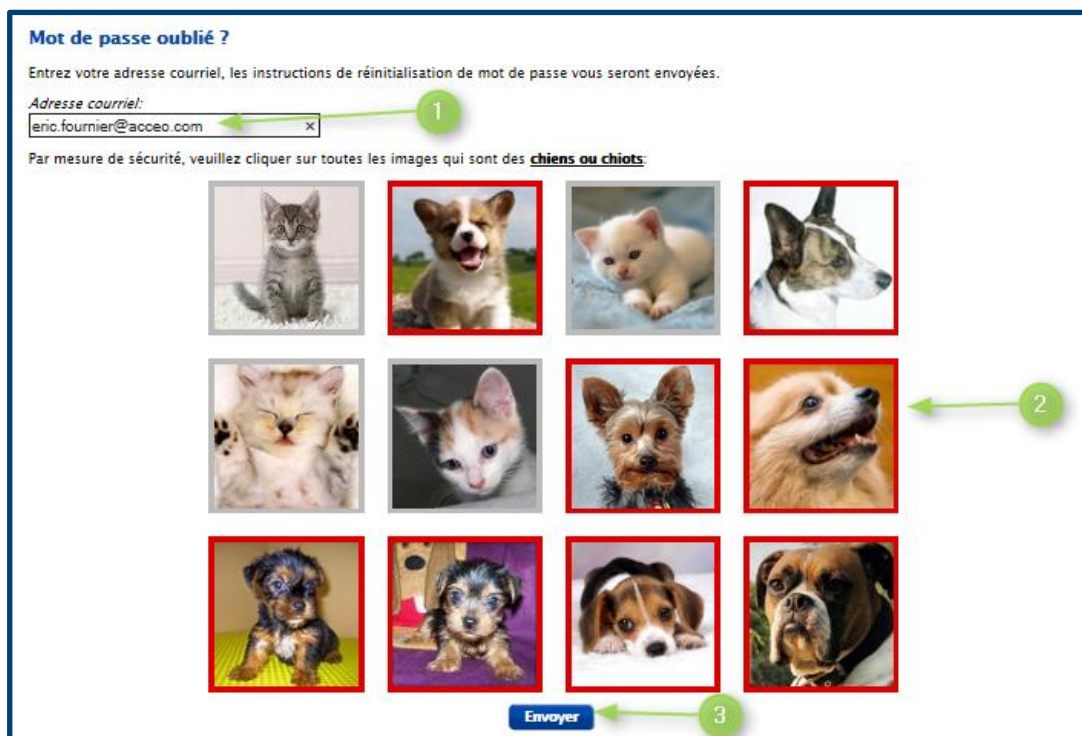 Mot de passe oublié ?
Entrez votre adresse courriel, les instructions de réinitialisation de mot de passe vous seront envoyées.
Adresse courriel:
eric.fournier@acceo.com ×
1
Par mesure de sécurité, veuillez cliquer sur toutes les images qui sont des chiens ou chiots:
2
Envoyer
3